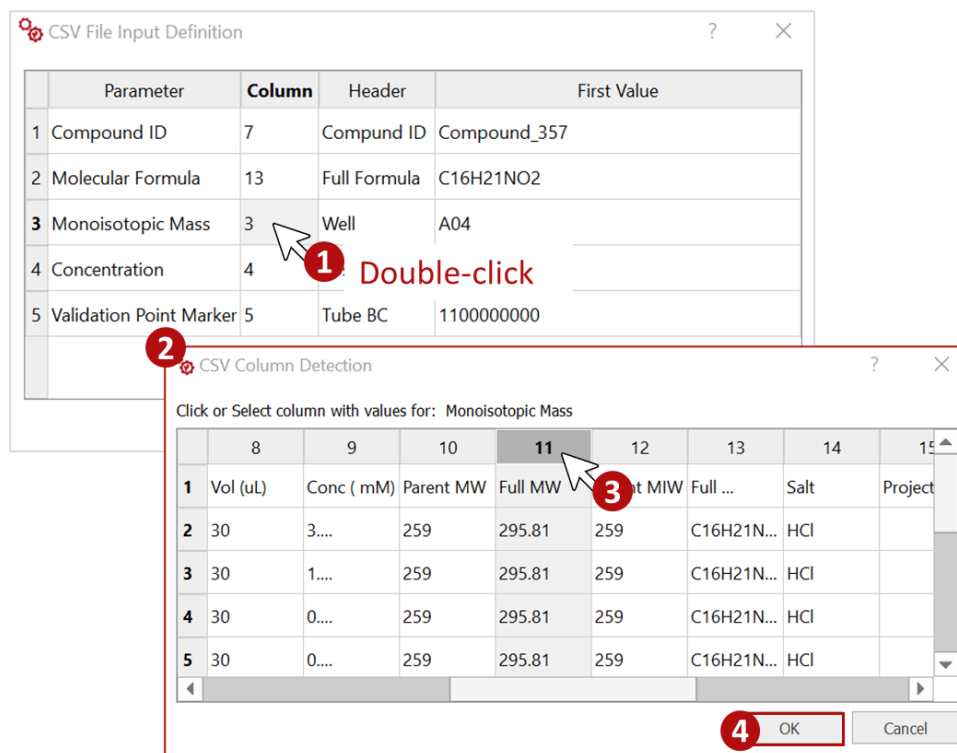 CSV File Input Definition ?
Parameter Column Header First Value
1 Compound ID 7 Compund ID Compound_357
2 Molecular Formula 13 Full Formula C16H21NO2
3 Monoisotopic Mass 3 Well A04
1 Double-click
4 Concentration 4
5 Validation Point Marker 5 Tube BC 1100000000
2 CSV Column Detection ?
Click or Select column with values for: Monoisotopic Mass
8 9 10 11 12 13 14 15
1 Vol (uL) Conc ( mM) Parent MW Full MW 3 MIW Full ... Salt Project
2 30 3.... 259 295.81 259 C16H21N... HCl
3 30 1.... 259 295.81 259 C16H21N... HCl
4 30 0.... 259 295.81 259 C16H21N... HCl
5 30 0.... 259 295.81 259 C16H21N... HCl
4 OK Cancel